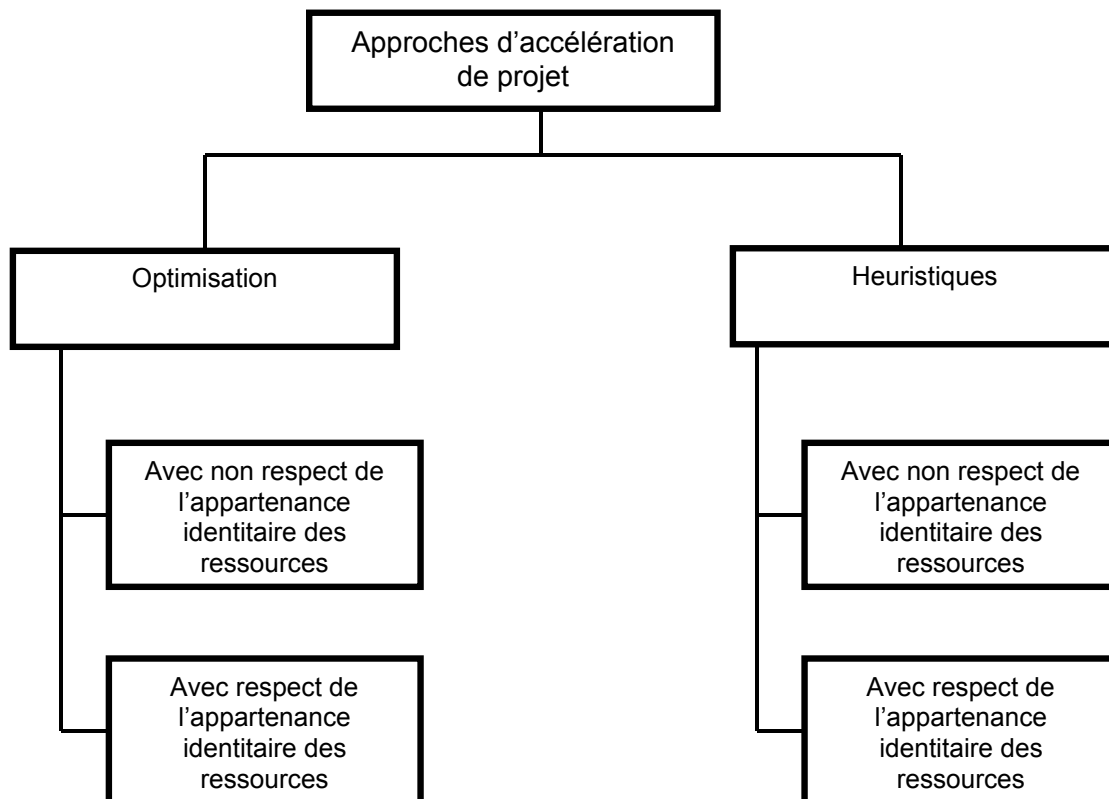 Approches d'accélération
de projet
Optimisation
Heuristiques
Avec non respect de
l'appartenance
identitaire des
ressources
Avec non respect de
l'appartenance
identitaire des
ressources
Avec respect de
l'appartenance
identitaire des
ressources
Avec respect de
l'appartenance
identitaire des
ressources